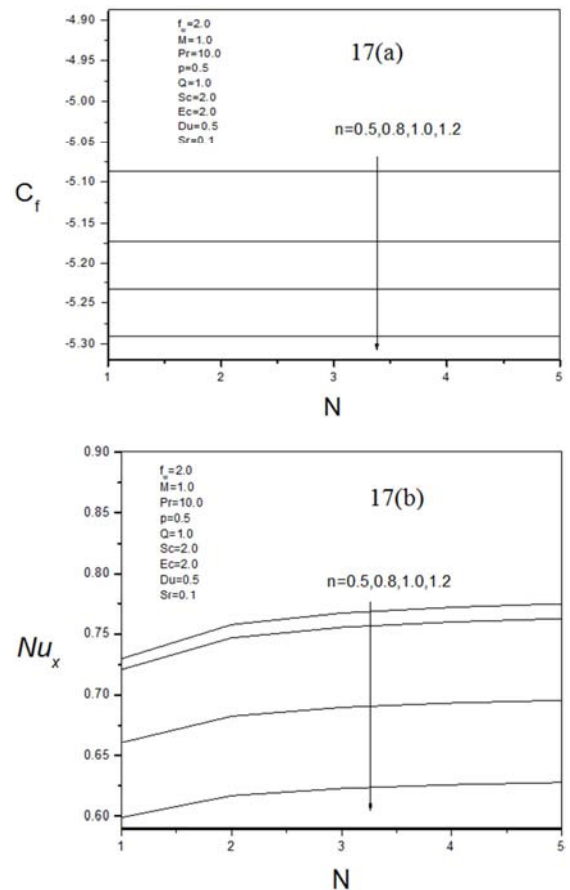 f_w=2.0
M=1.0
Pr=10.0
p=0.5
Q=1.0
Sc=2.0
Ec=2.0
Du=0.5
Sr=0.1
17(a)
n=0.5,0.8,1.0,1.2
-4.90
-4.95
-5.00
-5.05
-5.10
-5.15
-5.20
-5.25
-5.30
C_f
1 2 3 4 5
N
f_w=2.0
M=1.0
Pr=10.0
p=0.5
Q=1.0
Sc=2.0
Ec=2.0
Du=0.5
Sr=0.1
17(b)
n=0.5,0.8,1.0,1.2
0.90
0.85
0.80
0.75
0.70
0.65
0.60
Nu_x
1 2 3 4 5
N